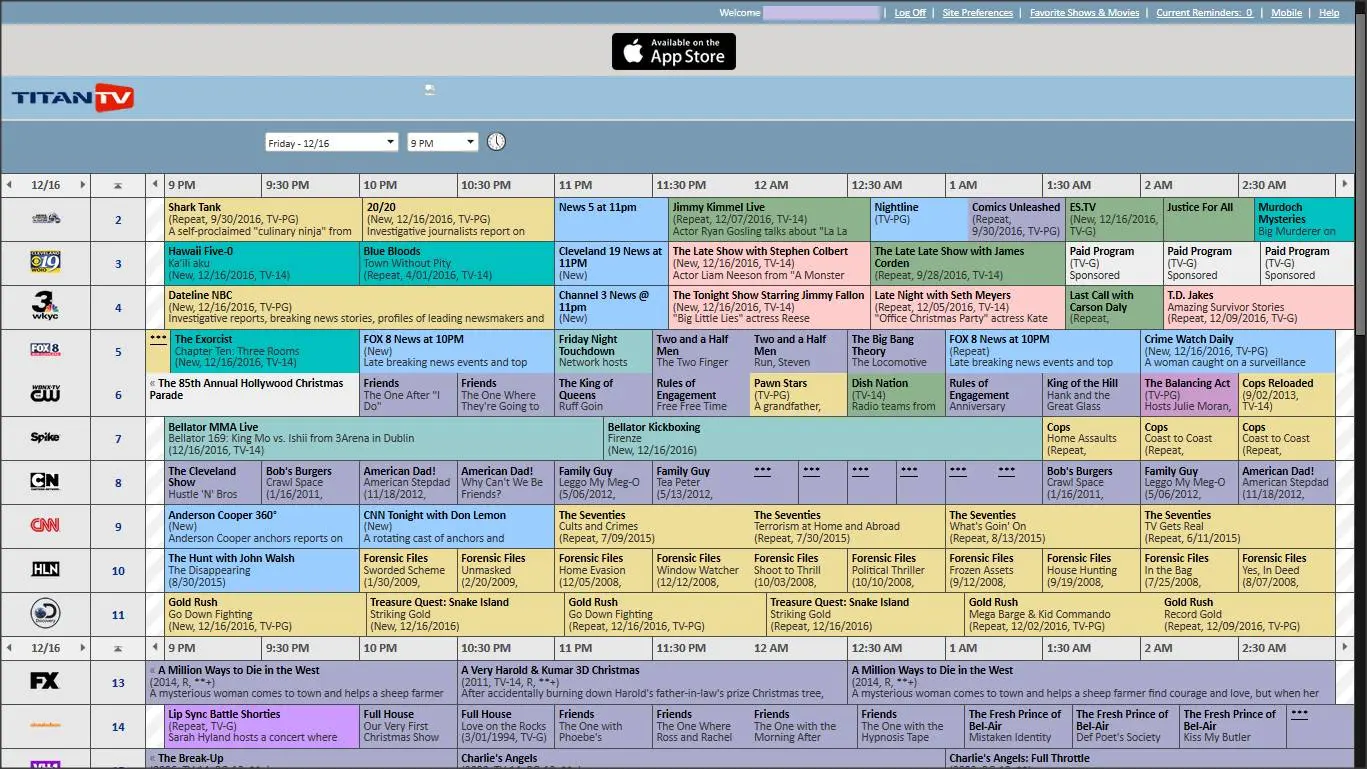 Welcome | Log Off | Site Preferences | Favorite Shows & Movies | Current Reminders: 0 | Mobile | Help
Available on the
App Store
TITANTV
Friday - 12/16 9 PM
12/16 9 PM 9:30 PM 10 PM 10:30 PM 11 PM 11:30 PM 12 AM 12:30 AM 1 AM 1:30 AM 2 AM 2:30 AM
2
Shark Tank
(Repeat, 9/30/2016, TV-PG)
A self-proclaimed "culinary ninja" from
20/20
(New, 12/16/2016, TV-PG)
Investigative journalists report on
News 5 at 11pm
Jimmy Kimmel Live
(Repeat, 12/07/2016, TV-14)
Actor Ryan Gosling talks about "La La
Nightline
(TV-PG)
Comics Unleashed
(Repeat,
9/30/2016, TV-PG)
ES.TV
(New, 12/16/2016,
TV-G)
Justice For All
Murdoch
Mysteries
Big Murderer on
CLEVELAND
19
WOIO
3
Hawaii Five-0
Ka'ili aku
(New, 12/16/2016, TV-14)
Blue Bloods
Town Without Pity
(Repeat, 4/01/2016, TV-14)
Cleveland 19 News at
11PM
(New)
The Late Show with Stephen Colbert
(New, 12/16/2016, TV-14)
Actor Liam Neeson from "A Monster
The Late Late Show with James
Corden
(Repeat, 9/28/2016, TV-14)
Paid Program
(TV-G)
Sponsored
Paid Program
(TV-G)
Sponsored
Paid Program
(TV-G)
Sponsored
3
wkyc
4
Dateline NBC
(New, 12/16/2016, TV-PG)
Investigative reports, breaking news stories, profiles of leading newsmakers and
Channel 3 News @
11pm
(New)
The Tonight Show Starring Jimmy Fallon
(New, 12/16/2016, TV-14)
"Big Little Lies" actress Reese
Late Night with Seth Meyers
(Repeat, 12/05/2016, TV-14)
"Office Christmas Party" actress Kate
Last Call with
Carson Daly
(Repeat,
T.D. Jakes
Amazing Survivor Stories
(Repeat, 12/09/2016, TV-G)
FOX 8
5
***
The Exorcist
Chapter Ten: Three Rooms
(New, 12/16/2016, TV-14)
FOX 8 News at 10PM
(New)
Late breaking news events and top
Friday Night
Touchdown
Network hosts
Two and a Half
Men
The Two Finger
Two and a Half
Men
Run, Steven
The Big Bang
Theory
The Locomotive
FOX 8 News at 10PM
(Repeat)
Late breaking news events and top
Crime Watch Daily
(New, 12/16/2016, TV-PG)
A woman caught on a surveillance
WBNX-TV
CW
6
« The 85th Annual Hollywood Christmas
Parade
Friends
The One After "I
Do"
Friends
The One Where
They're Going to
The King of
Queens
Ruff Goin
Rules of
Engagement
Free Free Time
Pawn Stars
(TV-PG)
A grandfather,
Dish Nation
(TV-14)
Radio teams from
Rules of
Engagement
Anniversary
King of the Hill
Hank and the
Great Glass
The Balancing Act
(TV-PG)
Hosts Julie Moran,
Cops Reloaded
(9/02/2013,
TV-14)
Spike
7
Bellator MMA Live
Bellator 169: King Mo vs. Ishii from 3Arena in Dublin
(12/16/2016, TV-14)
Bellator Kickboxing
Firenze
(New, 12/16/2016)
Cops
Home Assaults
(Repeat,
Cops
Coast to Coast
(Repeat,
Cops
Coast to Coast
(Repeat,
CN
8
The Cleveland
Show
Hustle 'N' Bros
Bob's Burgers
Crawl Space
(1/16/2011,
American Dad!
American Stepdad
(11/18/2012,
American Dad!
Why Can't We Be
Friends?
Family Guy
Leggo My Meg-O
(5/06/2012,
Family Guy
Tea Peter
(5/13/2012,
*** *** *** *** *** ***
Bob's Burgers
Crawl Space
(1/16/2011,
Family Guy
Leggo My Meg-O
(5/06/2012,
American Dad!
American Stepdad
(11/18/2012,
CNN
9
Anderson Cooper 360°
(New)
Anderson Cooper anchors reports on
CNN Tonight with Don Lemon
(New)
A rotating cast of anchors and
The Seventies
Cults and Crimes
(Repeat, 7/09/2015)
The Seventies
Terrorism at Home and Abroad
(Repeat, 7/30/2015)
The Seventies
What's Goin' On
(Repeat, 8/13/2015)
The Seventies
TV Gets Real
(Repeat, 6/11/2015)
HLN
10
The Hunt with John Walsh
The Disappearing
(8/30/2015)
Forensic Files
Sworded Scheme
(1/30/2009,
Forensic Files
Unmasked
(2/20/2009,
Forensic Files
Home Evasion
(12/05/2008,
Forensic Files
Window Watcher
(12/12/2008,
Forensic Files
Shoot to Thrill
(10/03/2008,
Forensic Files
Political Thriller
(10/10/2008,
Forensic Files
Frozen Assets
(9/12/2008,
Forensic Files
House Hunting
(9/19/2008,
Forensic Files
In the Bag
(7/25/2008,
Forensic Files
Yes, In Deed
(8/07/2008,
Discovery
11
Gold Rush
Go Down Fighting
(New, 12/16/2016, TV-PG)
Treasure Quest: Snake Island
Striking Gold
(New, 12/16/2016)
Gold Rush
Go Down Fighting
(Repeat, 12/16/2016, TV-PG)
Treasure Quest: Snake Island
Striking Gold
(Repeat, 12/16/2016)
Gold Rush
Mega Barge & Kid Commando
(Repeat, 12/02/2016, TV-PG)
Gold Rush
Record Gold
(Repeat, 12/09/2016, TV-PG)
12/16 9 PM 9:30 PM 10 PM 10:30 PM 11 PM 11:30 PM 12 AM 12:30 AM 1 AM 1:30 AM 2 AM 2:30 AM
FX
13
« A Million Ways to Die in the West
(2014, R, **+)
A mysterious woman comes to town and helps a sheep farmer
A Very Harold & Kumar 3D Christmas
(2011, TV-14, R, **+)
After accidentally burning down Harold's father-in-law's prize Christmas tree,
A Million Ways to Die in the West
(2014, R, **+)
A mysterious woman comes to town and helps a sheep farmer find courage and love, but when her
nickelodeon
14
Lip Sync Battle Shorties
(Repeat, TV-G)
Sarah Hyland hosts a concert where
Full House
Our Very First
Christmas Show
Full House
Love on the Rocks
(3/01/1994, TV-G)
Friends
The One with
Phoebe's
Friends
The One Where
Ross and Rachel
Friends
The One with the
Morning After
Friends
The One with the
Hypnosis Tape
The Fresh Prince of
Bel-Air
Mistaken Identity
The Fresh Prince of
Bel-Air
Def Poet's Society
The Fresh Prince of
Bel-Air
Kiss My Butler
***
« The Break-Up
Charlie's Angels
Charlie's Angels: Full Throttle